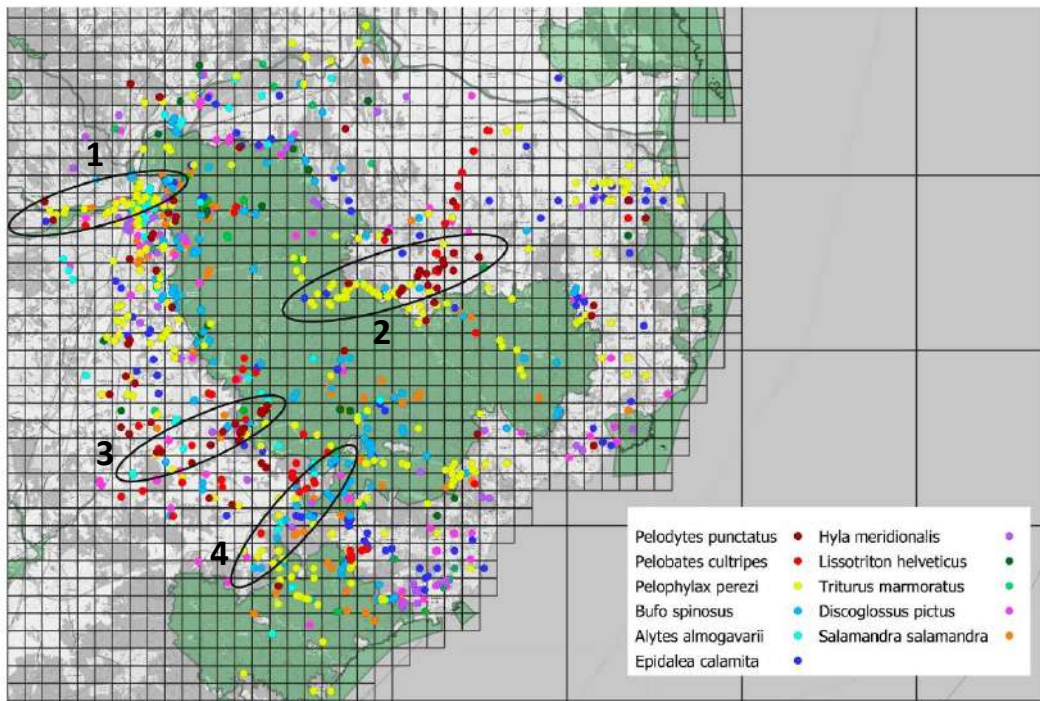 1
2
3
4
Pelodytes punctatus
Hyla meridionalis
Pelobates cultripes
Lissotriton helveticus
Pelophylax perezi
Triturus marmoratus
Bufo spinosus
Discoglossus pictus
Alytes almogavarii
Salamandra salamandra
Epidalea calamita